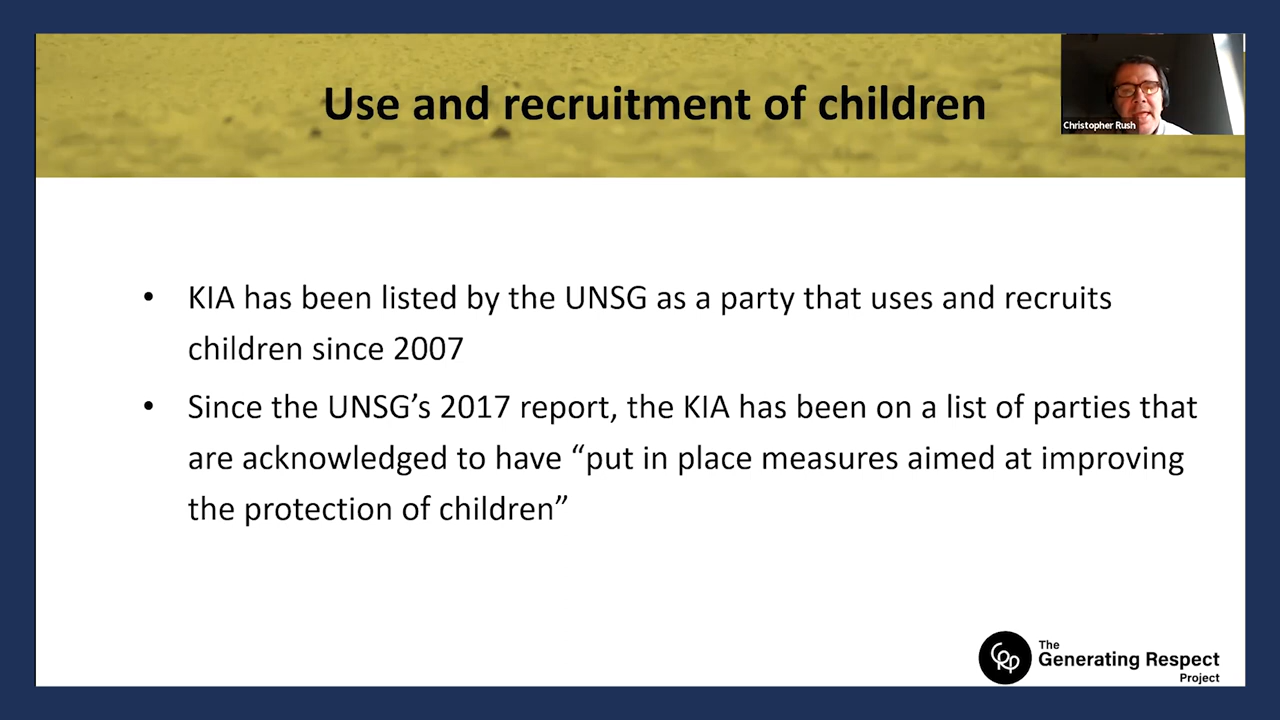 Use and recruitment of children
Christopher Rush
• KIA has been listed by the UNSG as a party that uses and recruits
children since 2007
• Since the UNSG’s 2017 report, the KIA has been on a list of parties that
are acknowledged to have “put in place measures aimed at improving
the protection of children”
GRP
The
Generating Respect
Project